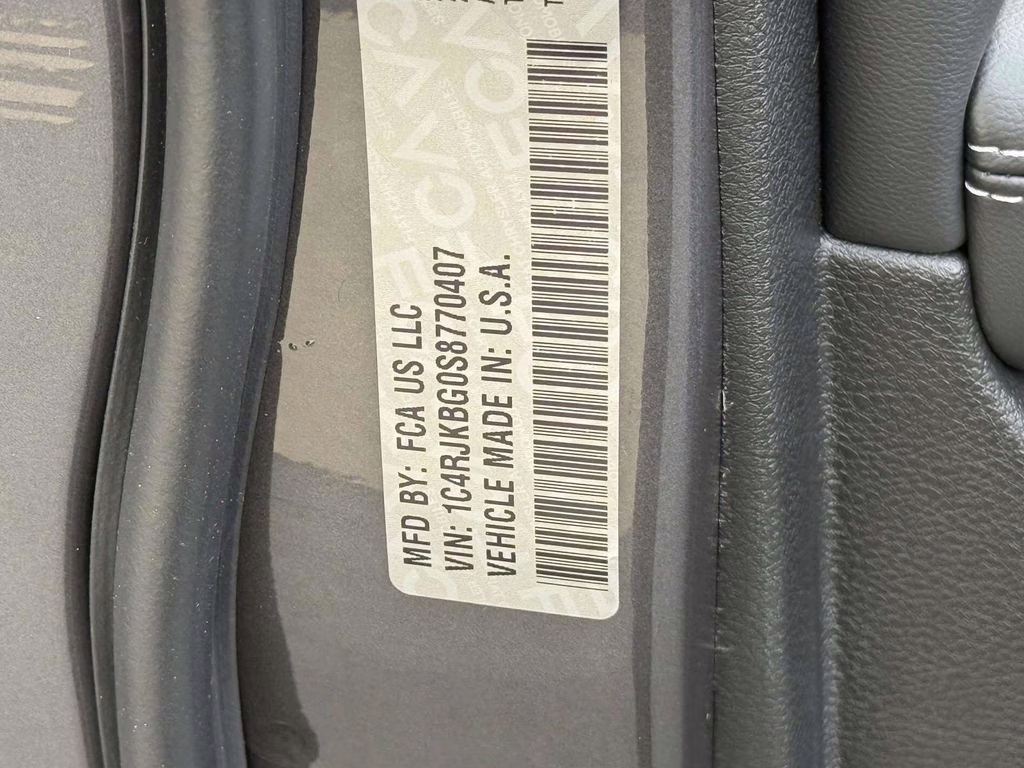 MFD BY: FCA US LLC
VIN: 1C4RJKBG0S8770407
VEHICLE MADE IN: U.S.A.